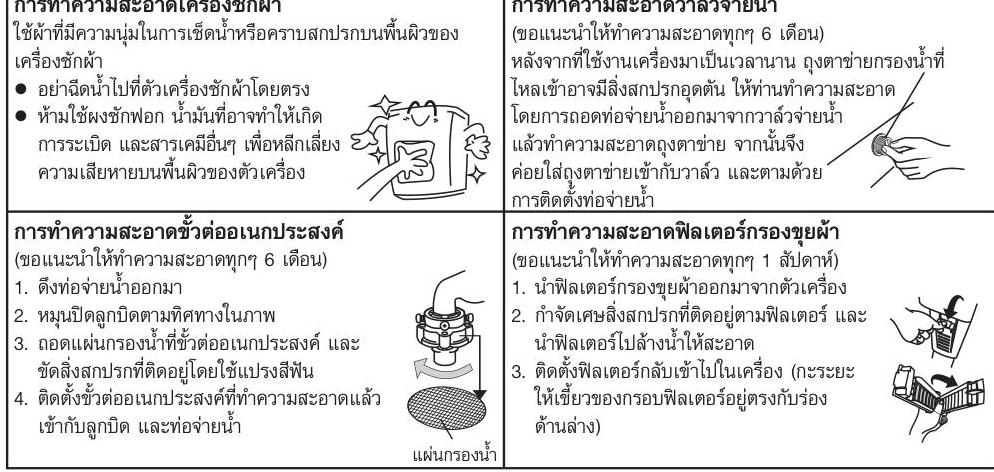 การทำความสะอาดเครื่องซักผ้า
ใช้ผ้าที่มีความนุ่มในการเช็ดน้ำหรือคราบสกปรกบนพื้นผิวของ
เครื่องซักผ้า
● อย่าฉีดน้ำไปที่ตัวเครื่องซักผ้าโดยตรง
● ห้ามใช้ผงซักฟอก น้ำมันที่อาจทำให้เกิด
การระเบิด และสารเคมีอื่นๆ เพื่อหลีกเลี่ยง
ความเสียหายบนพื้นผิวของตัวเครื่อง
การทำความสะอาดวาล์วจ่ายน้ำ
(ขอแนะนำให้ทำความสะอาดทุกๆ 6 เดือน)
หลังจากที่ใช้งานเครื่องมาเป็นเวลานาน ถุงตาข่ายกรองน้ำที่
ไหลเข้าอาจมีสิ่งสกปรกอุดตัน ให้ท่านทำความสะอาด
โดยการถอดท่อจ่ายน้ำออกมาจากวาล์วจ่ายน้ำ
แล้วทำความสะอาดถุงตาข่าย จากนั้นจึง
ค่อยใส่ถุงตาข่ายเข้ากับวาล์ว และตามด้วย
การติดตั้งท่อจ่ายน้ำ
การทำความสะอาดขั้วต่ออเนกประสงค์
(ขอแนะนำให้ทำความสะอาดทุกๆ 6 เดือน)
1. ดึงท่อจ่ายน้ำออกมา
2. หมุนปิดลูกบิดตามทิศทางในภาพ
3. ถอดแผ่นกรองน้ำที่ขั้วต่ออเนกประสงค์ และ
ขัดสิ่งสกปรกที่ติดอยู่โดยใช้แปรงสีฟัน
4. ติดตั้งขั้วต่ออเนกประสงค์ที่ทำความสะอาดแล้ว
เข้ากับลูกบิด และท่อจ่ายน้ำ
แผ่นกรองน้ำ
การทำความสะอาดฟิลเตอร์กรองขุยผ้า
(ขอแนะนำให้ทำความสะอาดทุกๆ 1 สัปดาห์)
1. นำฟิลเตอร์กรองขุยผ้าออกมาจากตัวเครื่อง
2. กำจัดเศษสิ่งสกปรกที่ติดอยู่ตามฟิลเตอร์ และ
นำฟิลเตอร์ไปล้างน้ำให้สะอาด
3. ติดตั้งฟิลเตอร์กลับเข้าไปในเครื่อง (กะระยะ
ให้เขี้ยวของกรอบฟิลเตอร์อยู่ตรงกับร่อง
ด้านล่าง)